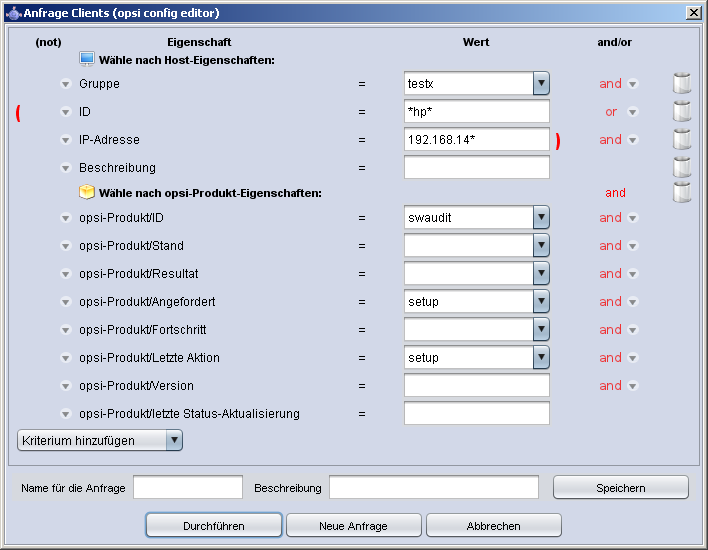 Anfrage Clients (opsi config editor)
(not) Eigenschaft Wert and/or
Wähle nach Host-Eigenschaften:
Gruppe = testx and
( ID = *hp* or
IP-Adresse = 192.168.14* ) and
Beschreibung =
Wähle nach opsi-Produkt-Eigenschaften: and
opsi-Produkt/ID = swaudit and
opsi-Produkt/Stand = and
opsi-Produkt/Resultat = and
opsi-Produkt/Angefordert = setup and
opsi-Produkt/Fortschritt = and
opsi-Produkt/Letzte Aktion = setup and
opsi-Produkt/Version = and
opsi-Produkt/letzte Status-Aktualisierung =
Kriterium hinzufügen
Name für die Anfrage Beschreibung Speichern
Durchführen Neue Anfrage Abbrechen